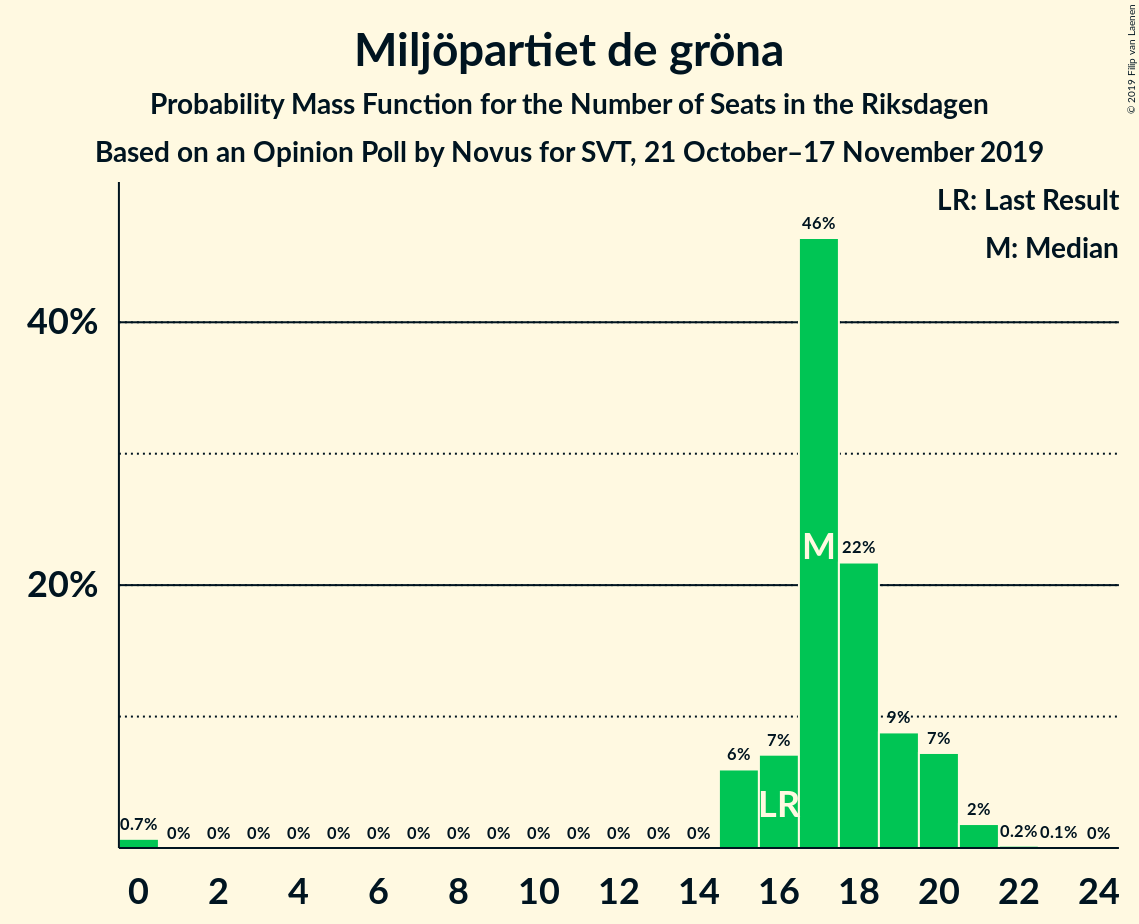 Miljöpartiet de gröna
Probability Mass Function for the Number of Seats in the Riksdagen
Based on an Opinion Poll by Novus for SVT, 21 October–17 November 2019
© 2019 Filip van Laenen
LR: Last Result
M: Median
40%
20%
0.7% 0% 0% 0% 0% 0% 0% 0% 0% 0% 0% 0% 0% 0% 0% 6% 7% 46% 22% 9% 7% 2% 0.2% 0.1% 0%
M
LR
0 2 4 6 8 10 12 14 16 18 20 22 24